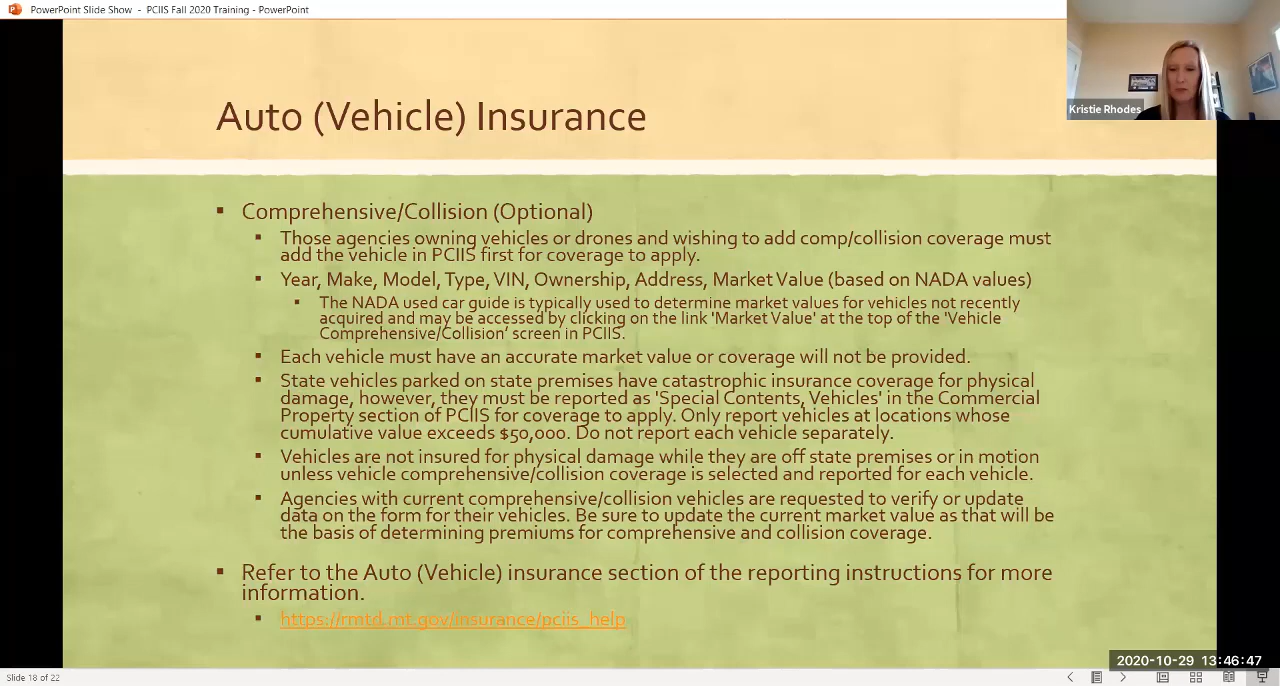 PowerPoint Slide Show - PCIIS Fall 2020 Training - PowerPoint
Kristie Rhodes
Auto (Vehicle) Insurance
▪ Comprehensive/Collision (Optional)
▪ Those agencies owning vehicles or drones and wishing to add comp/collision coverage must
add the vehicle in PCIIS first for coverage to apply.
▪ Year, Make, Model, Type, VIN, Ownership, Address, Market Value (based on NADA values)
▪ The NADA used car guide is typically used to determine market values for vehicles not recently
acquired and may be accessed by clicking on the link 'Market Value' at the top of the 'Vehicle
Comprehensive/Collision' screen in PCIIS.
▪ Each vehicle must have an accurate market value or coverage will not be provided.
▪ State vehicles parked on state premises have catastrophic insurance coverage for physical
damage, however, they must be reported as 'Special Contents, Vehicles' in the Commercial
Property section of PCIIS for coverage to apply. Only report vehicles at locations whose
cumulative value exceeds $50,000. Do not report each vehicle separately.
▪ Vehicles are not insured for physical damage while they are off state premises or in motion
unless vehicle comprehensive/collision coverage is selected and reported for each vehicle.
▪ Agencies with current comprehensive/collision vehicles are requested to verify or update
data on the form for their vehicles. Be sure to update the current market value as that will be
the basis of determining premiums for comprehensive and collision coverage.
▪ Refer to the Auto (Vehicle) insurance section of the reporting instructions for more
information.
▪ https://rmtd.mt.gov/insurance/pciis_help
2020-10-29 13:46:47
Slide 18 of 22